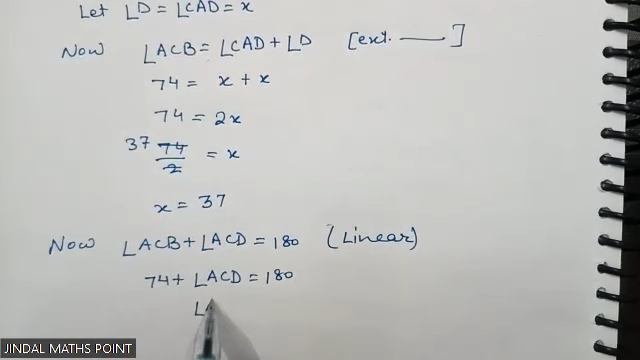 Let ∠D = ∠CAD = x
Now ∠ACB = ∠CAD + ∠D [ext. ——]
74 = x + x
74 = 2x
37 74/2 = x
x = 37
Now ∠ACB + ∠ACD = 180 (Linear)
74 + ∠ACD = 180
∠A
JINDAL MATHS POINT